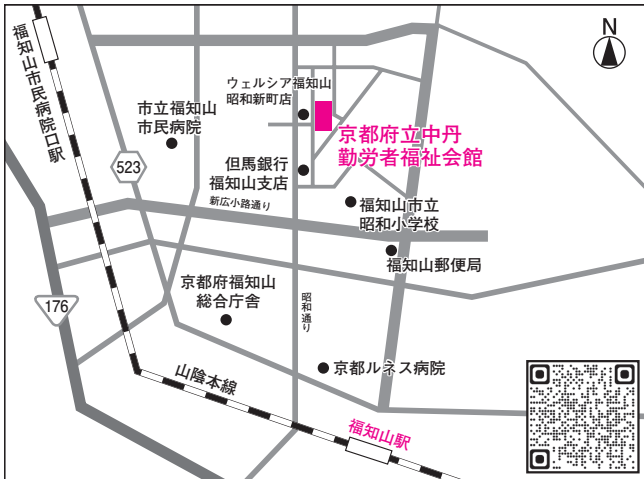 福知山市民病院口駅
N
ウェルシア福知山
昭和新町店
市立福知山
市民病院
京都府立中丹
勤労者福祉会館
523
但馬銀行
福知山支店
新広小路通り
福知山市立
昭和小学校
福知山郵便局
176
京都府福知山
総合庁舎
昭和通り
山陰本線
京都ルネス病院
福知山駅